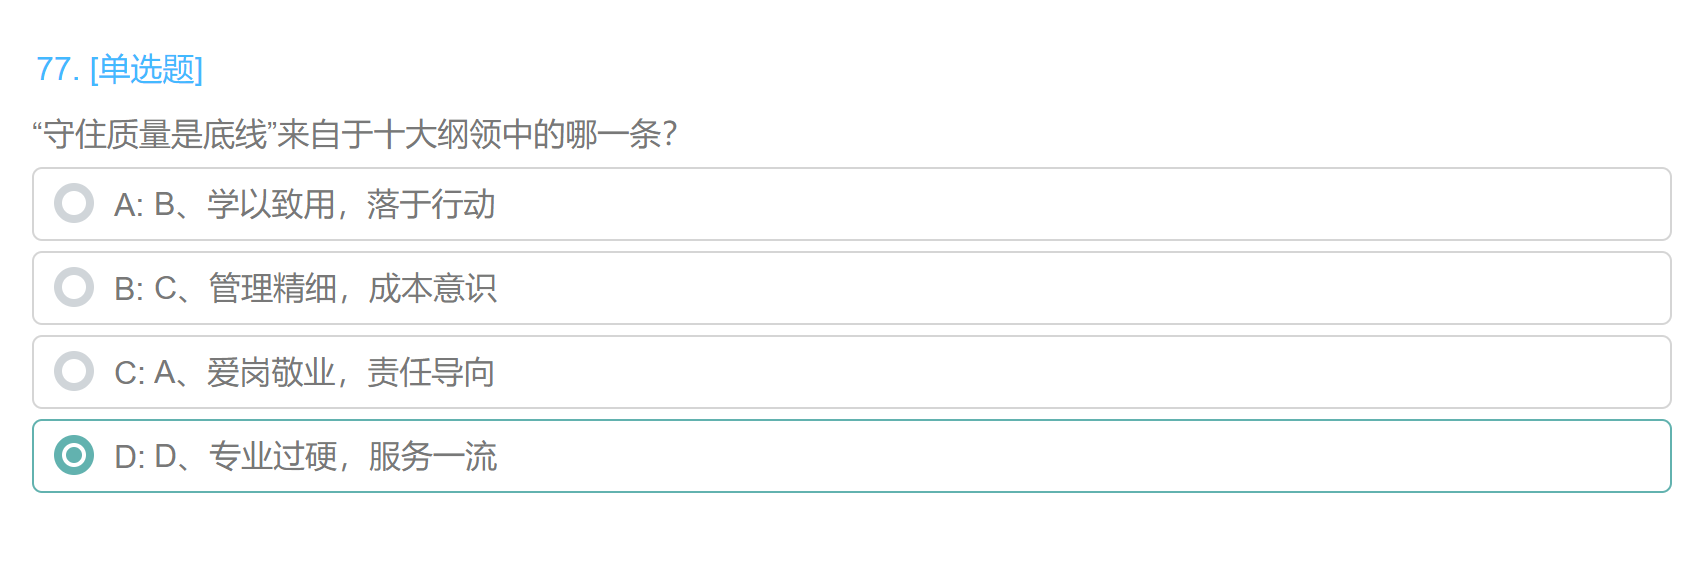 77. [单选题]
“守住质量是底线”来自于十大纲领中的哪一条?
A: B、学以致用，落于行动
B: C、管理精细，成本意识
C: A、爱岗敬业，责任导向
D: D、专业过硬，服务一流